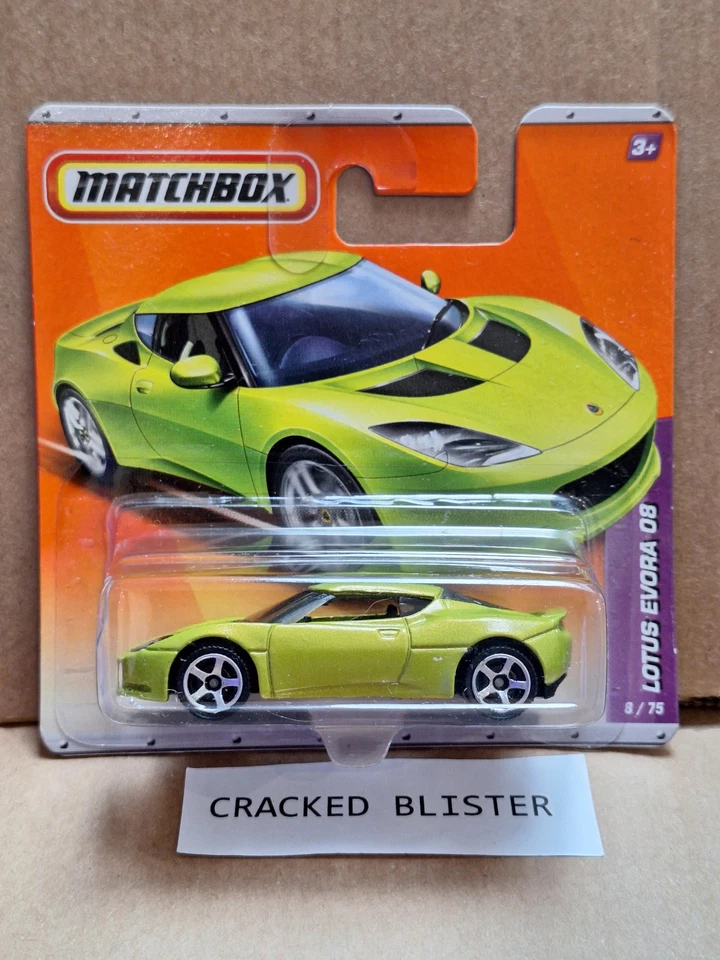 3+
MATCHBOX
LOTUS EVORA 08
8 / 75
CRACKED BLISTER